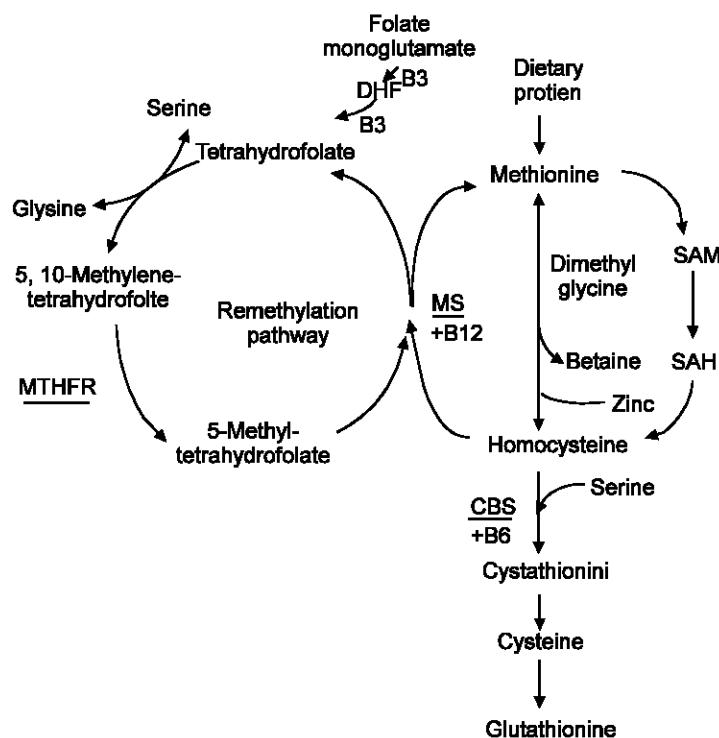 Folate
monoglutamate
DHF
B3
B3
Dietary
protien
Serine
Tetrahydrofolate
Methionine
Glysine
5, 10-Methylene-
tetrahydrofolte
Dimethyl
glycine
SAM
Remethylation
pathway
MS
+B12
Betaine
SAH
MTHFR
Zinc
5-Methyl-
tetrahydrofolate
Homocysteine
CBS
+B6
Serine
Cystathionini
Cysteine
Glutathionine